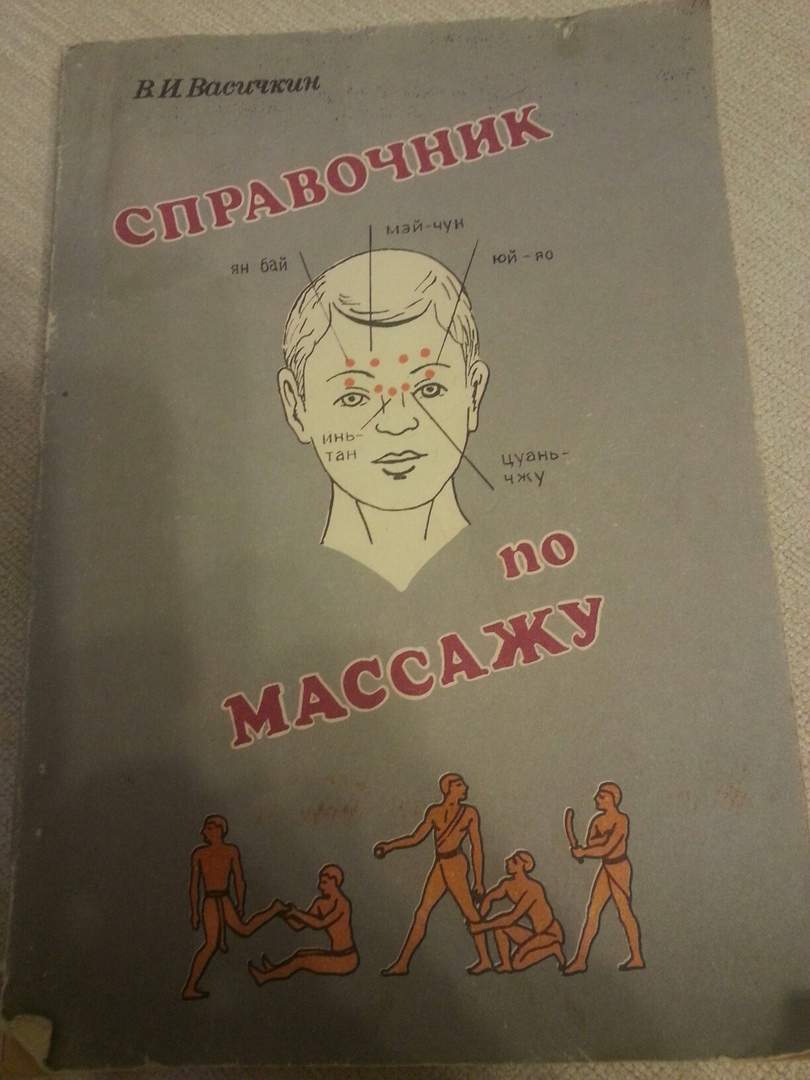 В. И. Васичкин
СПРАВОЧНИК
мэй-чун
ян бай
юй-яо
инь-
тан
цуань-
чжу
по
МАССАЖУ